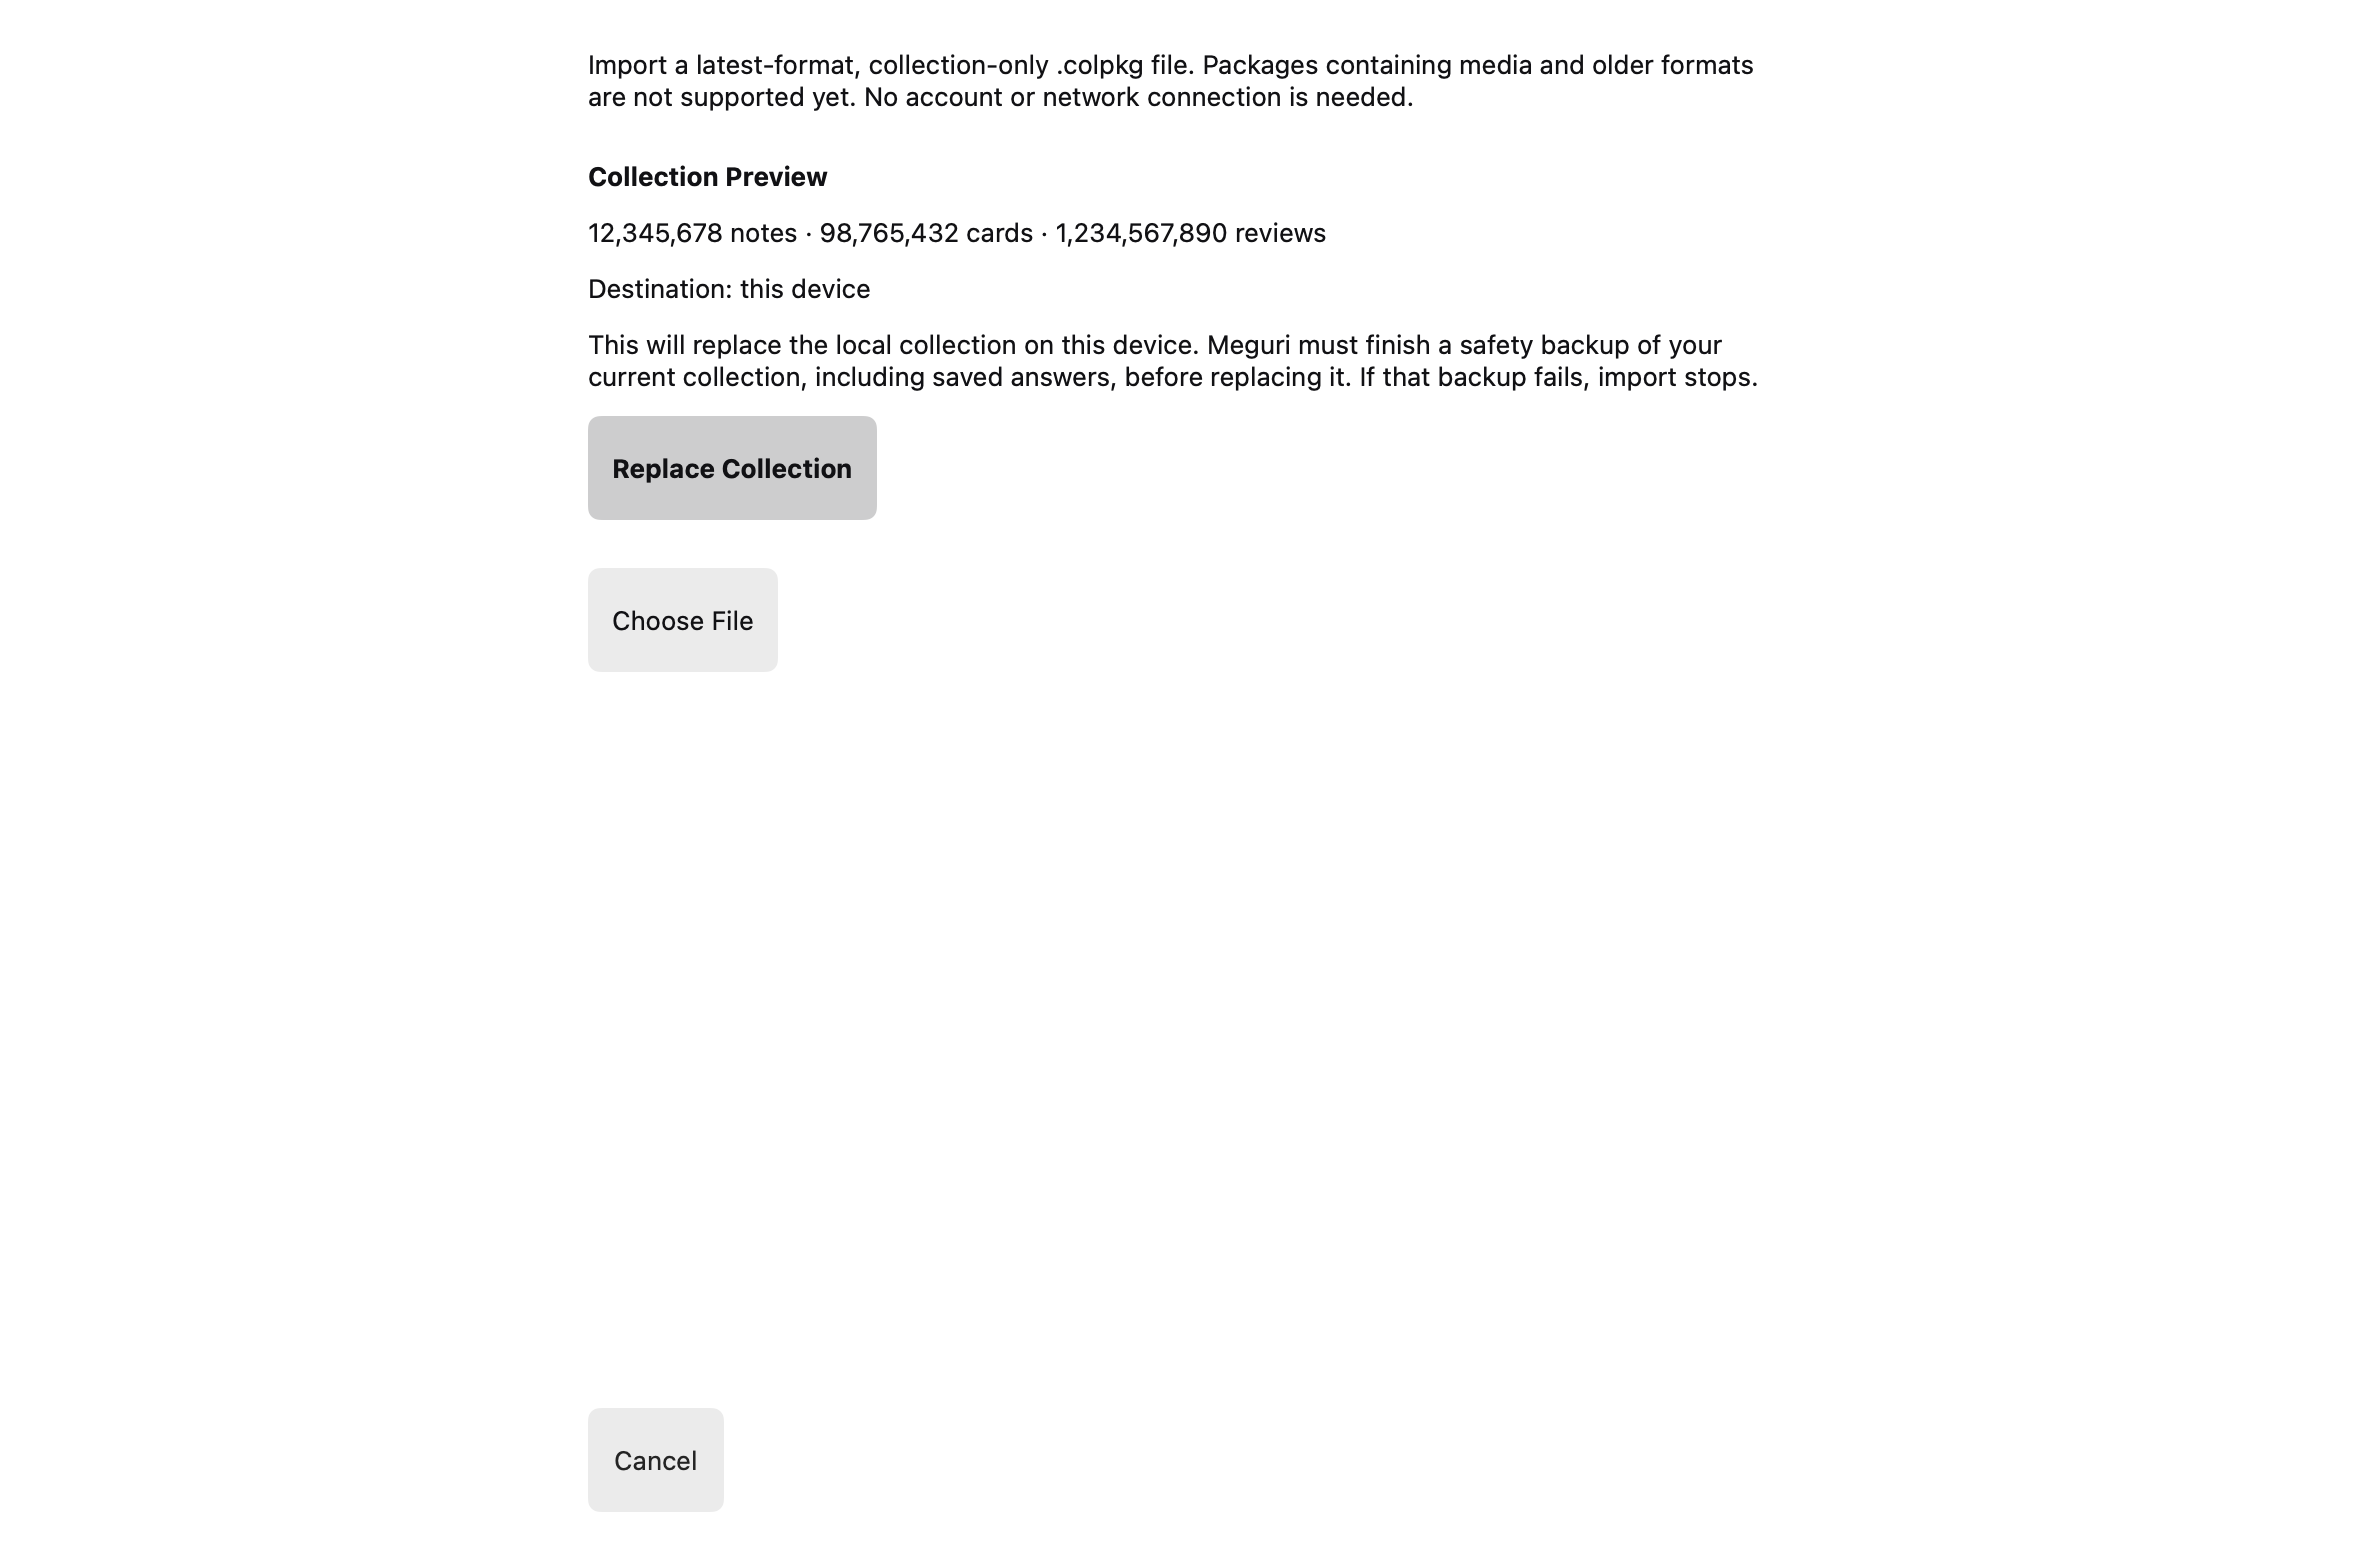 Import a latest-format, collection-only .colpkg file. Packages containing media and older formats
are not supported yet. No account or network connection is needed.
Collection Preview
12,345,678 notes · 98,765,432 cards · 1,234,567,890 reviews
Destination: this device
This will replace the local collection on this device. Meguri must finish a safety backup of your
current collection, including saved answers, before replacing it. If that backup fails, import stops.
Replace Collection
Choose File
Cancel